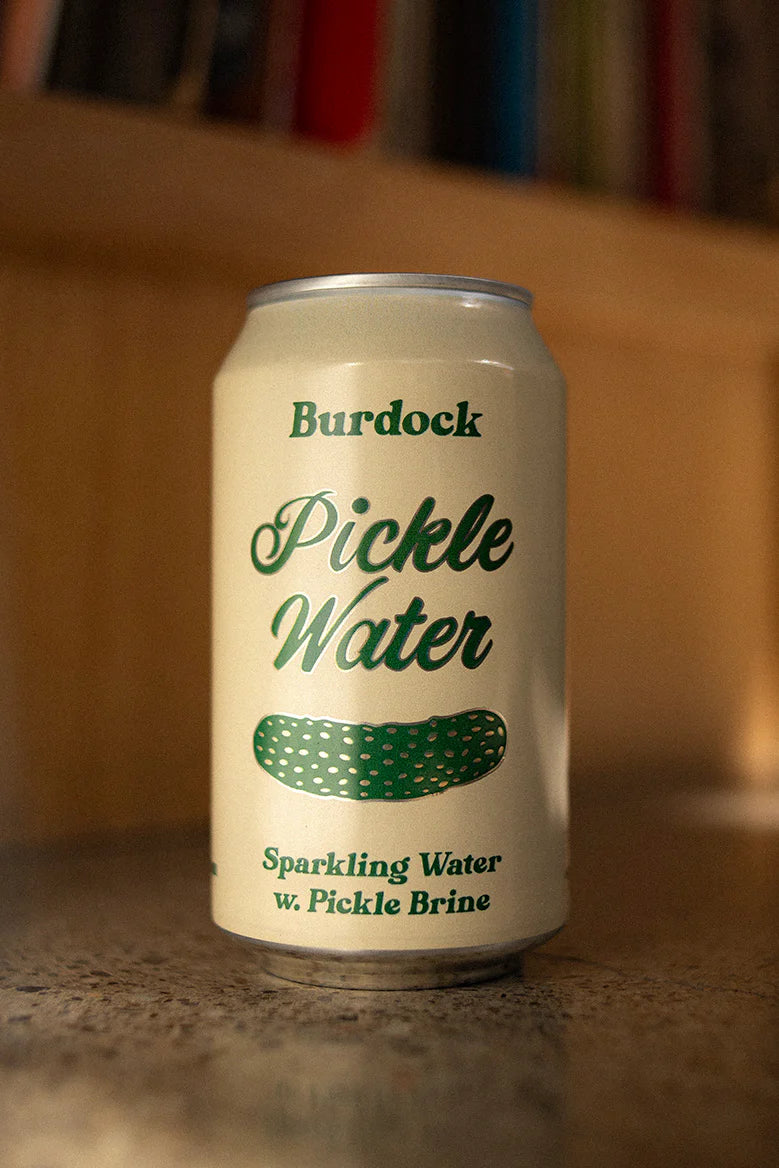 Burdock
Pickle
Water
Sparkling Water
w. Pickle Brine